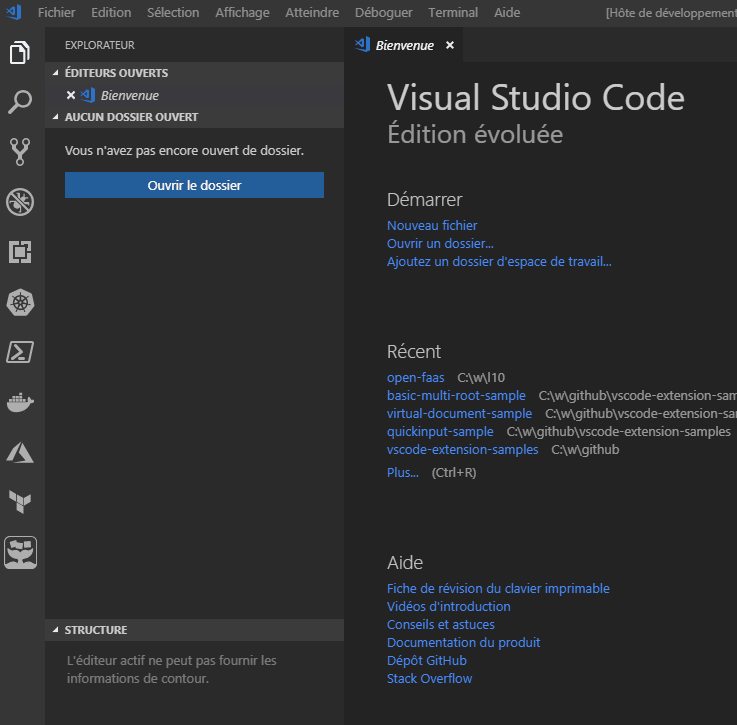 Fichier Edition Sélection Affichage Atteindre Déboguer Terminal Aide [Hôte de développement
EXPLORATEUR
Bienvenue
ÉDITEURS OUVERTS
Bienvenue
AUCUN DOSSIER OUVERT
Vous n'avez pas encore ouvert de dossier.
Ouvrir le dossier
STRUCTURE
L'éditeur actif ne peut pas fournir les
informations de contour.
Visual Studio Code
Édition évoluée
Démarrer
Nouveau fichier
Ouvrir un dossier...
Ajoutez un dossier d'espace de travail...
Récent
open-faas C:\w\l10
basic-multi-root-sample C:\w\github\vscode-extension-sam
virtual-document-sample C:\w\github\vscode-extension-sa
quickinput-sample C:\w\github\vscode-extension-samples
vscode-extension-samples C:\w\github
Plus... (Ctrl+R)
Aide
Fiche de révision du clavier imprimable
Vidéos d'introduction
Conseils et astuces
Documentation du produit
Dépôt GitHub
Stack Overflow